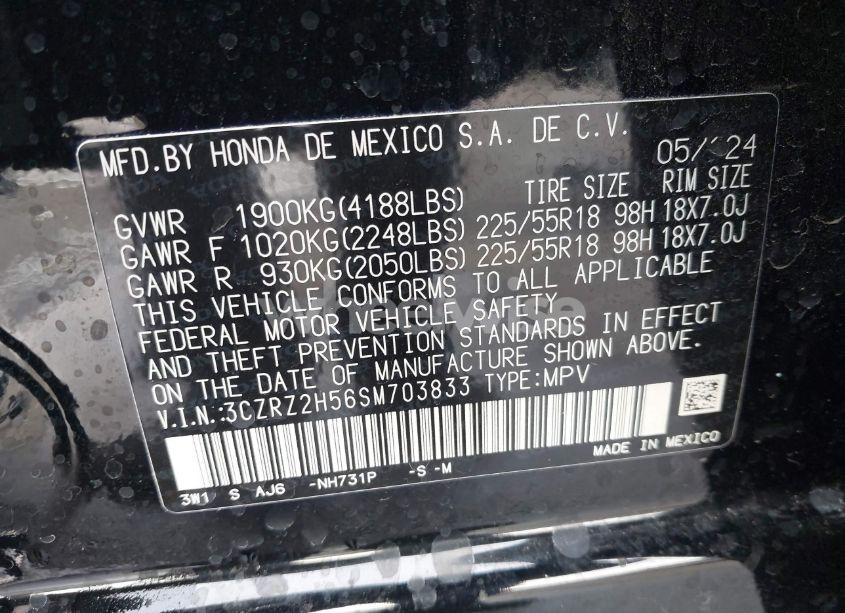 MFD.BY HONDA DE MEXICO S.A. DE C.V. 05/'24
TIRE SIZE RIM SIZE
GVWR 1900KG(4188LBS)
GAWR F 1020KG(2248LBS) 225/55R18 98H 18X7.0J
GAWR R 930KG(2050LBS) 225/55R18 98H 18X7.0J
THIS VEHICLE CONFORMS TO ALL APPLICABLE
FEDERAL MOTOR VEHICLE SAFETY
AND THEFT PREVENTION STANDARDS IN EFFECT
ON THE DATE OF MANUFACTURE SHOWN ABOVE.
V.I.N.:3CZRZ2H56SM703833 TYPE:MPV
MADE IN MEXICO
3W1 S AJ6 -NH731P -S -M